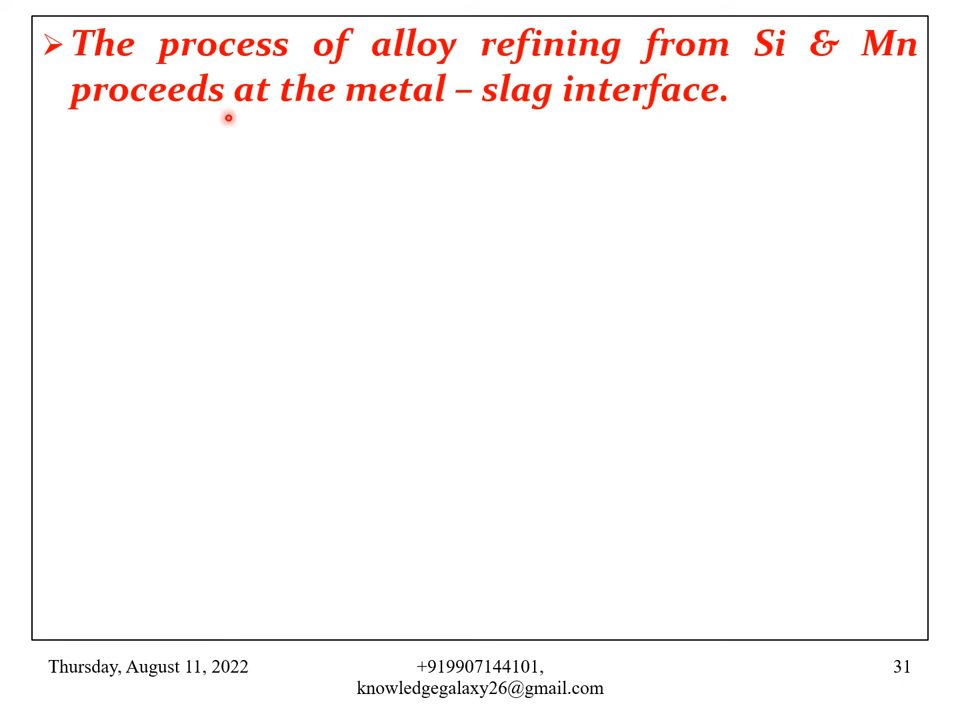 The process of alloy refining from Si & Mn
proceeds at the metal – slag interface.
Thursday, August 11, 2022
+919907144101,
knowledgegalaxy26@gmail.com
31